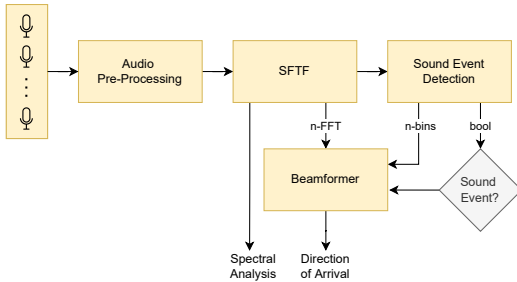 Audio
Pre-Processing
SFTF
Sound Event
Detection
n-FFT
n-bins
bool
Beamformer
Sound
Event?
Spectral
Analysis
Direction
of Arrival